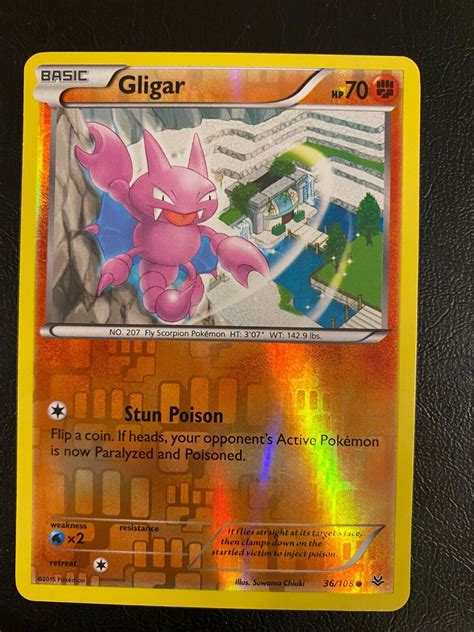 BASIC
Gligar
HP70
NO. 207 Fly Scorpion Pokémon HT: 3'07" WT: 142.9 lbs.
Stun Poison
Flip a coin. If heads, your opponent's Active Pokémon
is now Paralyzed and Poisoned.
weakness
resistance
×2
retreat
It flies straight at its target's face,
then clamps down on the
startled victim to inject poison.
©2015 Pokémon
Illus. Suwama Chiaki
36/108